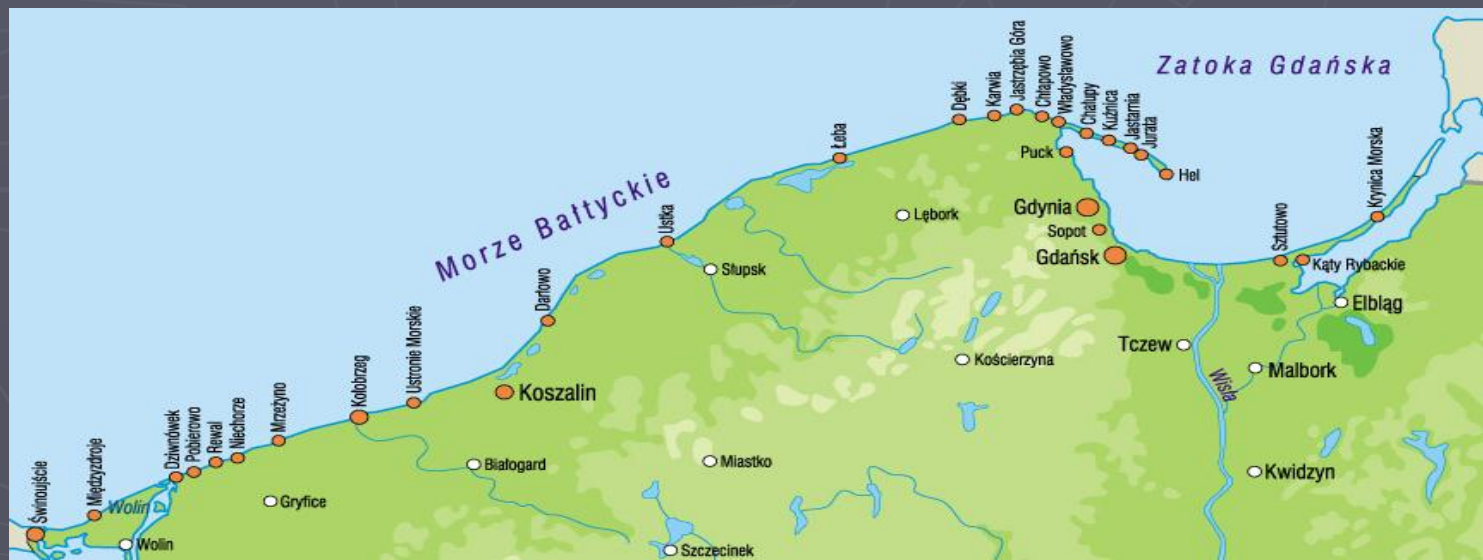 Zatoka Gdańska
Morze Bałtyckie
Świnoujście
Międzyzdroje
Wolin
Wolin
Dziwnówek
Pobierowo
Rewal
Niechorze
Mrzeżyno
Gryfice
Kołobrzeg
Ustronie Morskie
Białogard
Koszalin
Darłowo
Ustka
Słupsk
Miastko
Szczecinek
Łeba
Lębork
Dębki
Karwia
Jastrzębia Góra
Chłapowo
Władysławowo
Chałupy
Kuźnica
Jastarnia
Jurata
Hel
Puck
Gdynia
Sopot
Gdańsk
Kościerzyna
Tczew
Wisła
Sztutowo
Kąty Rybackie
Krynica Morska
Elbląg
Malbork
Kwidzyn